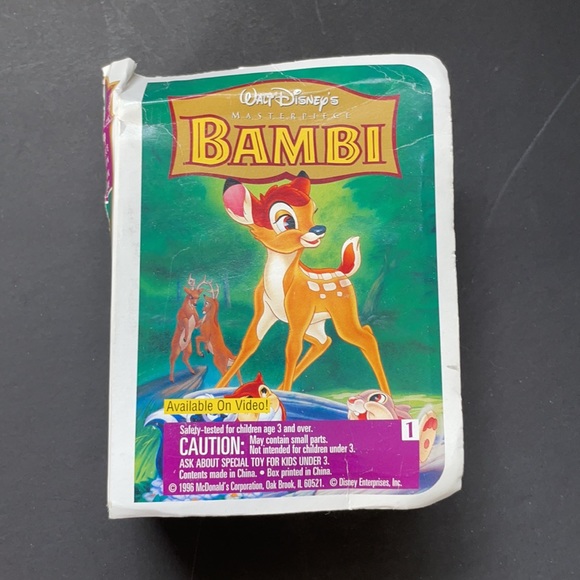 Walt Disney's
MASTERPIECE
BAMBI
Available On Video!
1
Safety-tested for children age 3 and over.
CAUTION: May contain small parts.
Not intended for children under 3.
ASK ABOUT SPECIAL TOY FOR KIDS UNDER 3.
• Contents made in China. • Box printed in China.
© 1996 McDonald's Corporation, Oak Brook, IL 60521. © Disney Enterprises, Inc.